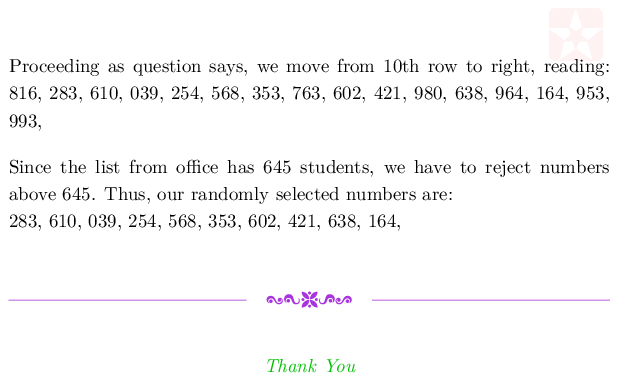 Proceeding as question says, we move from 10th row to right, reading:
816, 283, 610, 039, 254, 568, 353, 763, 602, 421, 980, 638, 964, 164, 953,
993,
Since the list from office has 645 students, we have to reject numbers
above 645. Thus, our randomly selected numbers are:
283, 610, 039, 254, 568, 353, 602, 421, 638, 164,
Thank You